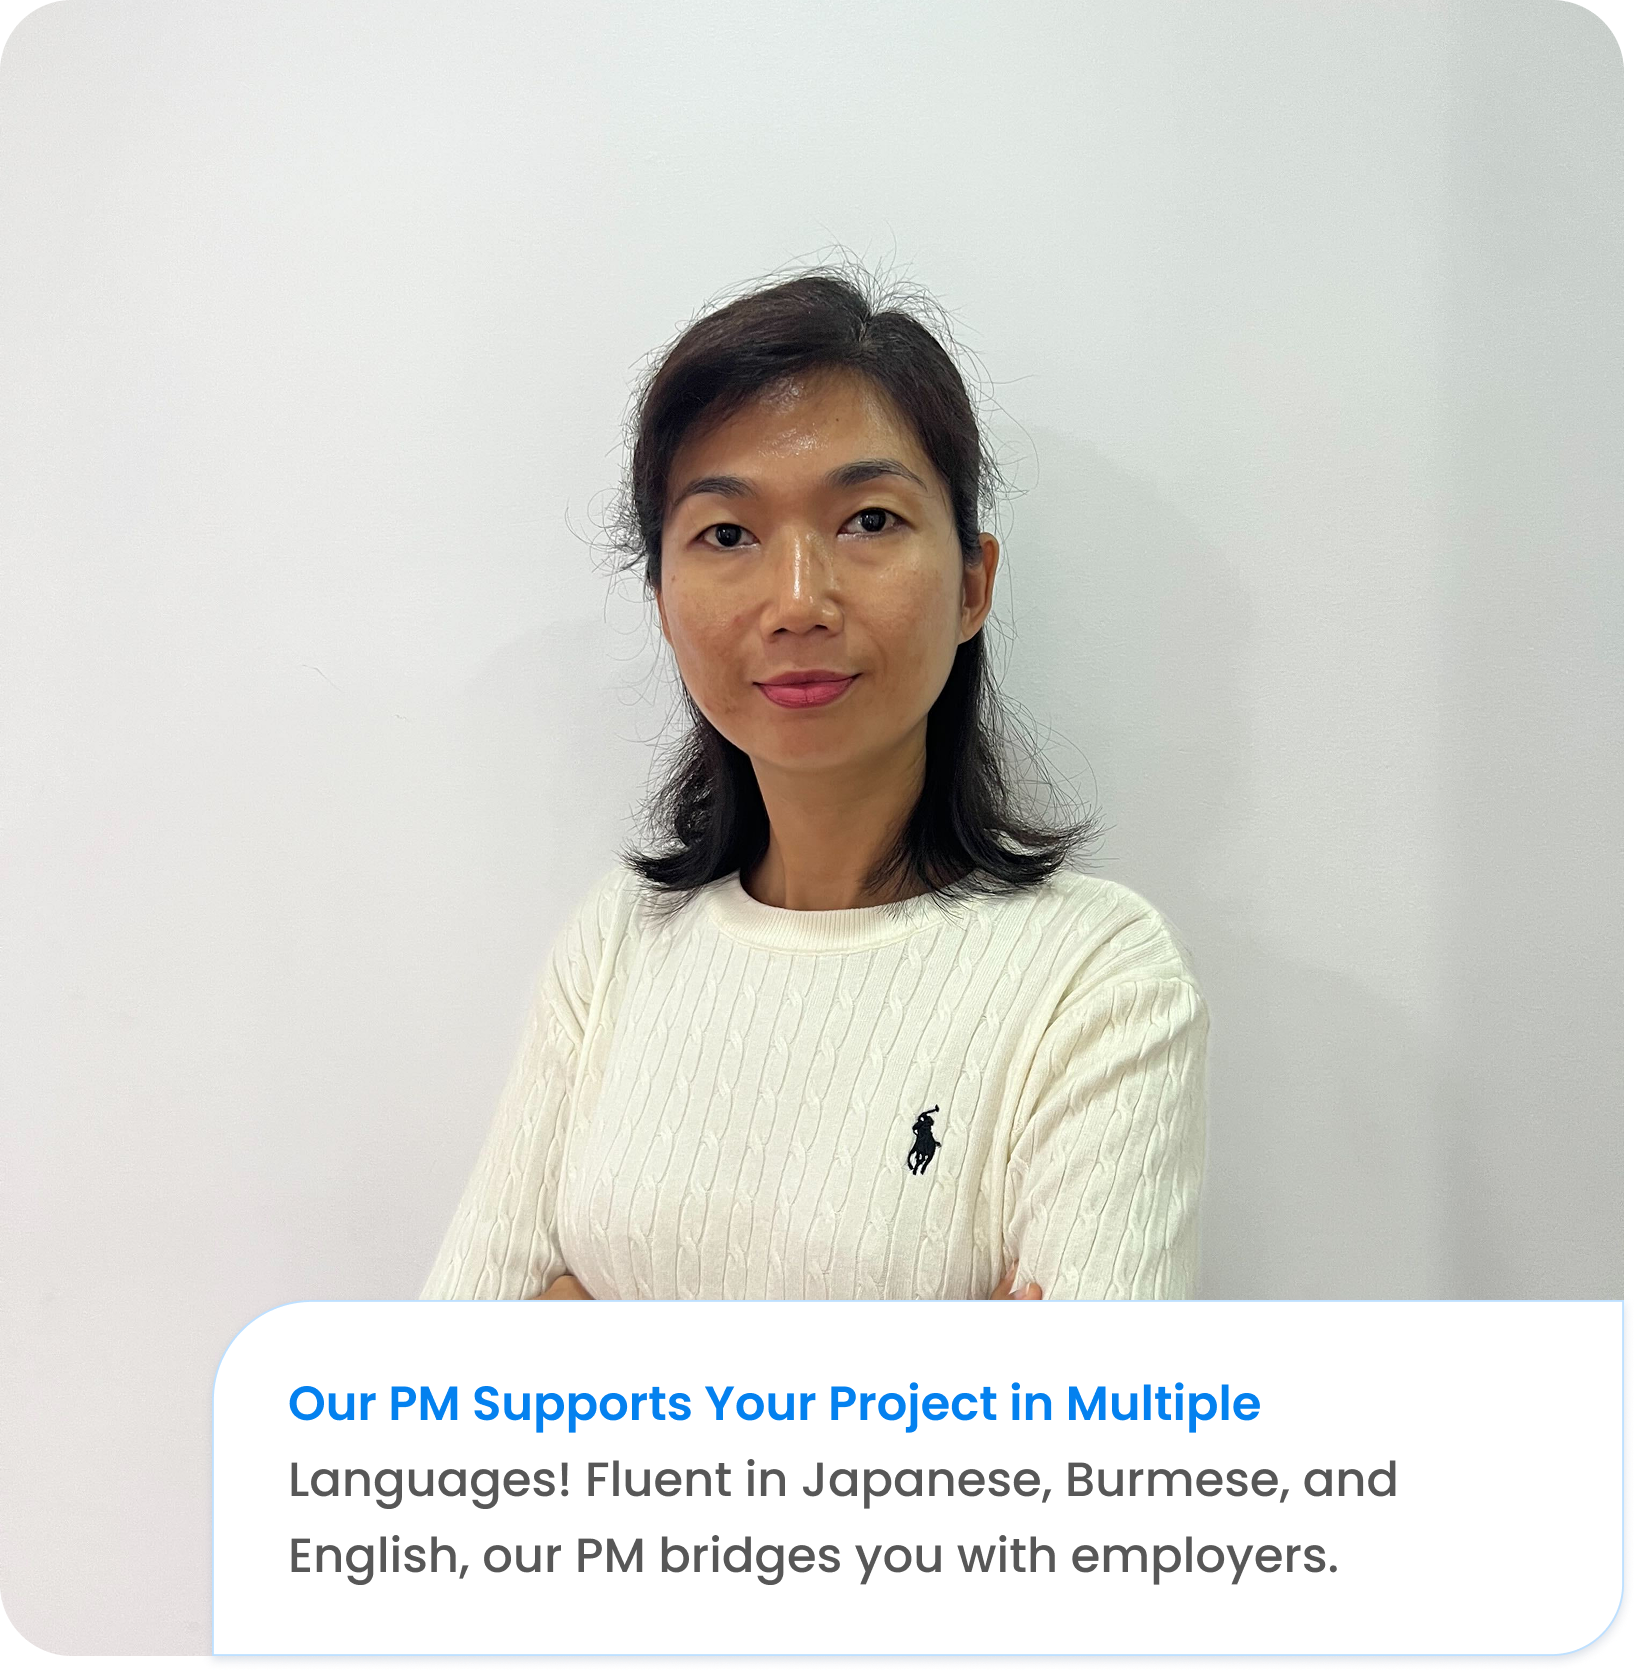 Our PM Supports Your Project in Multiple
Languages! Fluent in Japanese, Burmese, and
English, our PM bridges you with employers.